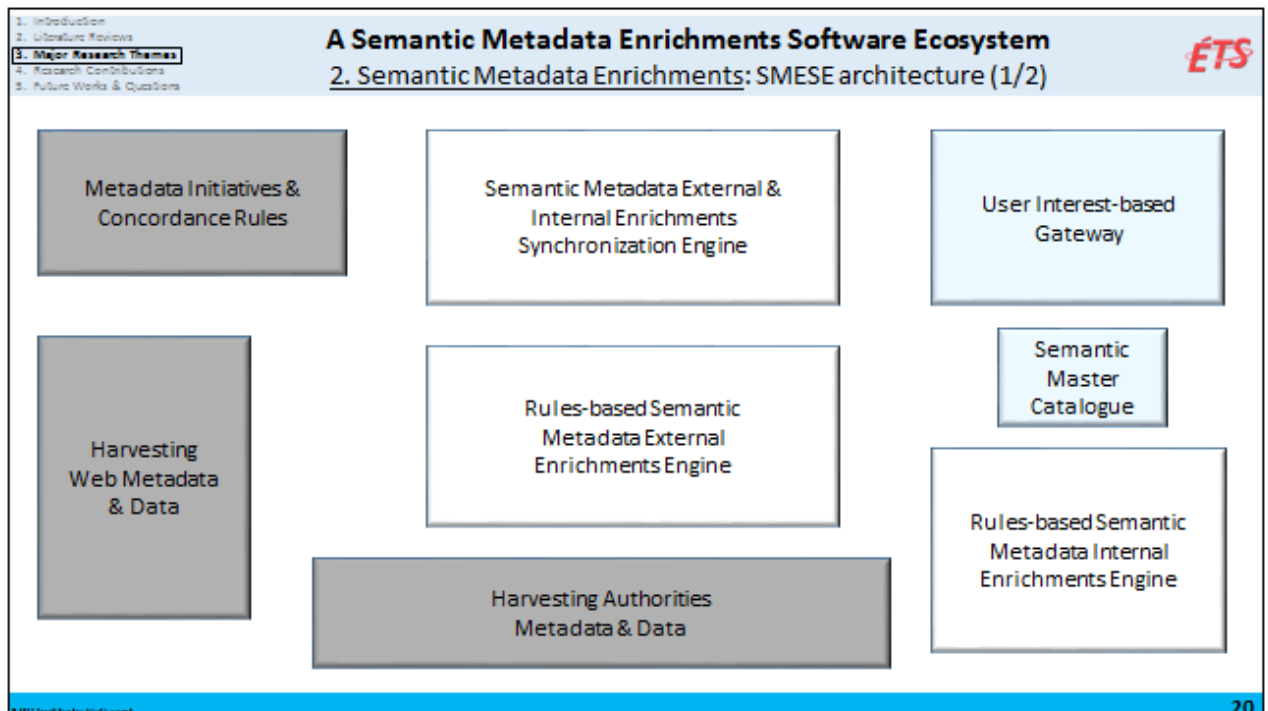 1. Introduction
2. Literature Reviews
3. Major Research Themes
4. Research Contributions
5. Future Works & Questions
A Semantic Metadata Enrichments Software Ecosystem
2. Semantic Metadata Enrichments: SMESE architecture (1/2)
ÉTS
Metadata Initiatives &
Concordance Rules
Semantic Metadata External &
Internal Enrichments
Synchronization Engine
User Interest-based
Gateway
Harvesting
Web Metadata
& Data
Rules-based Semantic
Metadata External
Enrichments Engine
Semantic
Master
Catalogue
Rules-based Semantic
Metadata Internal
Enrichments Engine
Harvesting Authorities
Metadata & Data
20